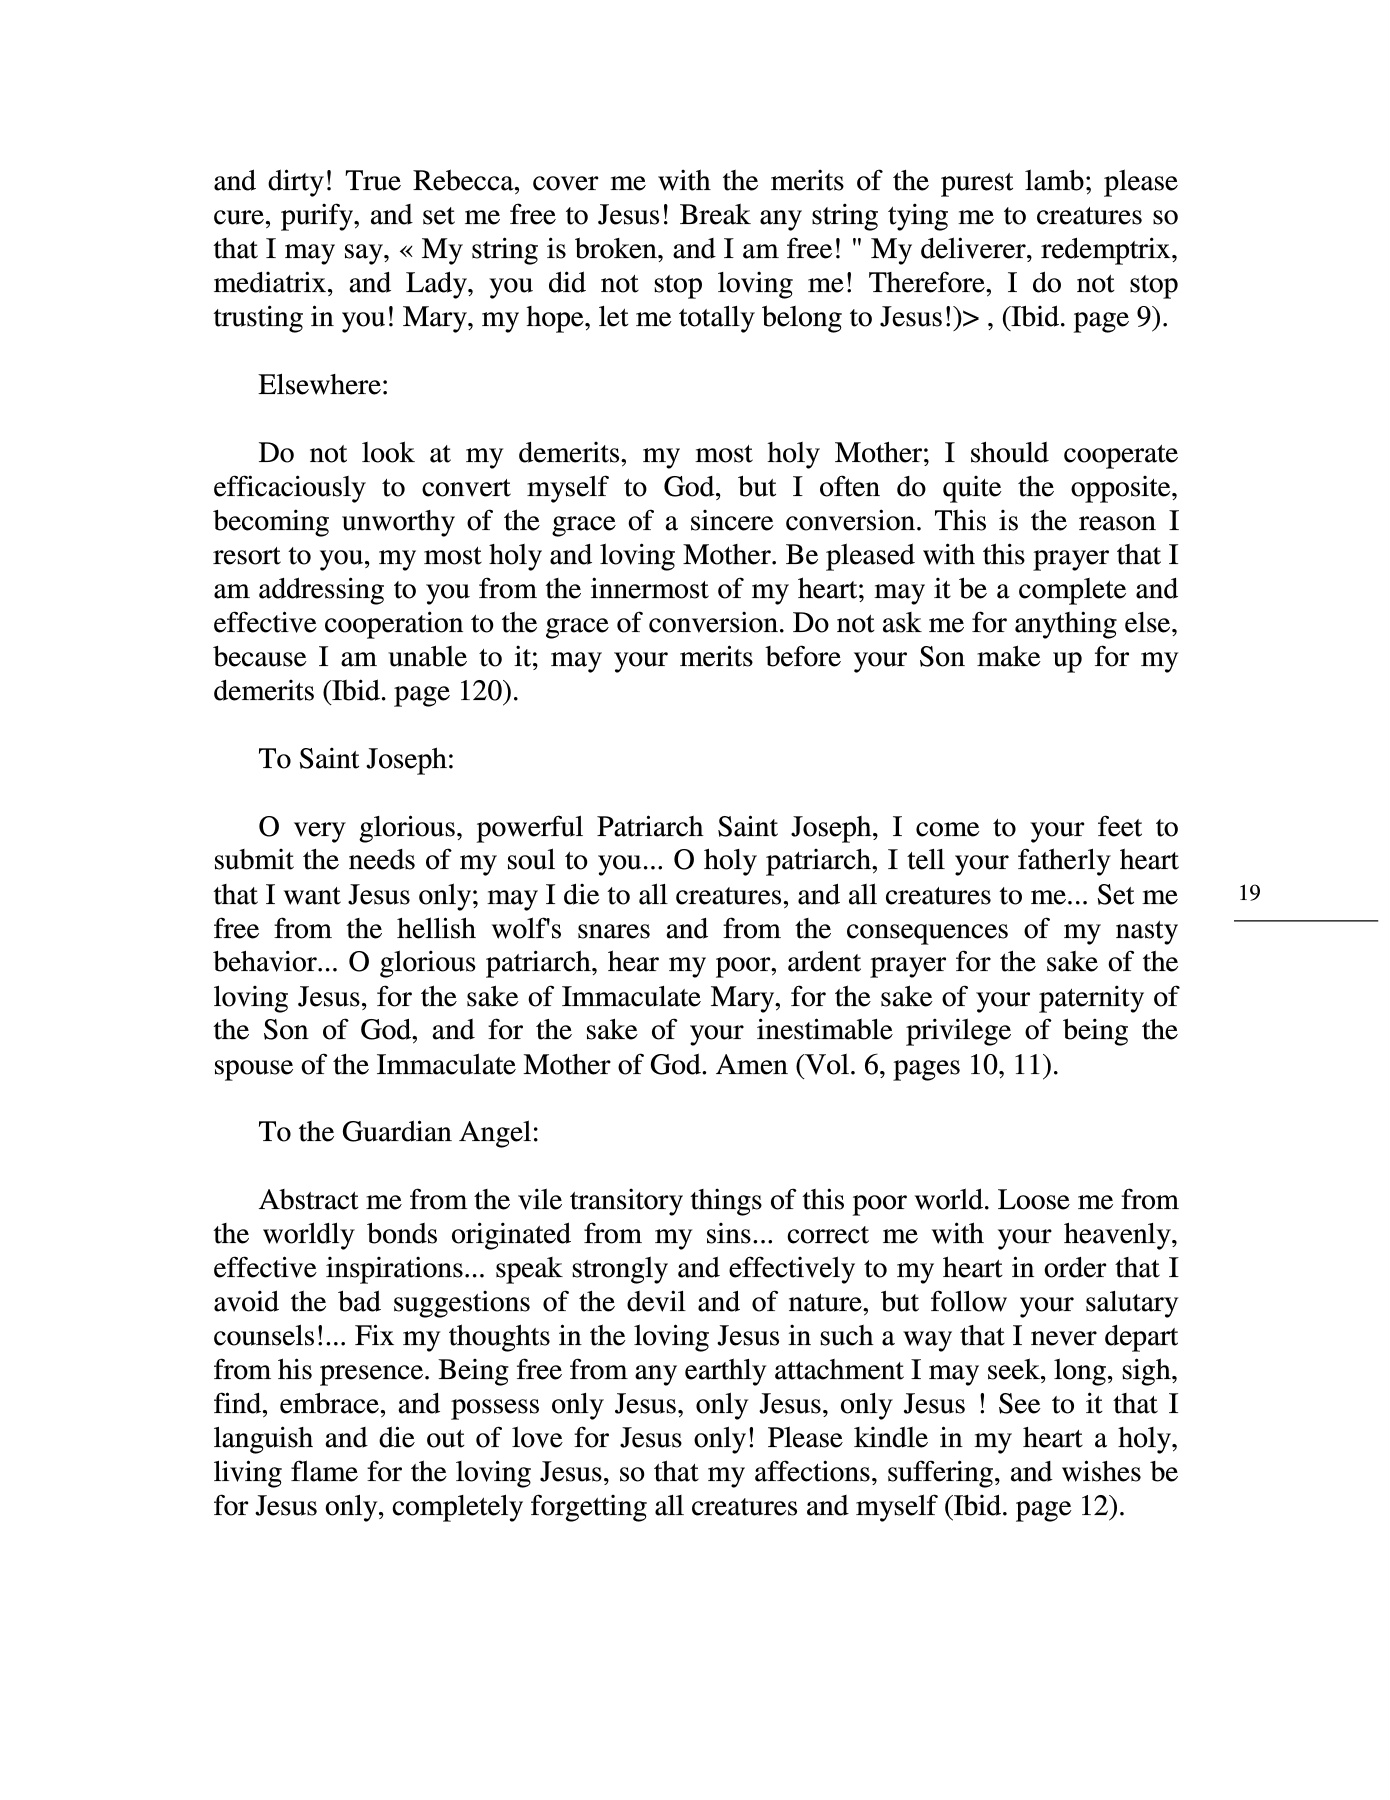 and dirty! True Rebecca, cover me with the merits of the purest lamb; please
cure, purify, and set me free to Jesus! Break any string tying me to creatures so
that I may say, « My string is broken, and I am free! " My deliverer, redemptrix,
mediatrix, and Lady, you did not stop loving me! Therefore, I do not stop
trusting in you! Mary, my hope, let me totally belong to Jesus!)> , (Ibid. page 9).
Elsewhere:
Do not look at my demerits, my most holy Mother; I should cooperate
efficaciously to convert myself to God, but I often do quite the opposite,
becoming unworthy of the grace of a sincere conversion. This is the reason I
resort to you, my most holy and loving Mother. Be pleased with this prayer that I
am addressing to you from the innermost of my heart; may it be a complete and
effective cooperation to the grace of conversion. Do not ask me for anything else,
because I am unable to it; may your merits before your Son make up for my
demerits (Ibid. page 120).
To Saint Joseph:
O very glorious, powerful Patriarch Saint Joseph, I come to your feet to
submit the needs of my soul to you... O holy patriarch, I tell your fatherly heart
that I want Jesus only; may I die to all creatures, and all creatures to me... Set me
free from the hellish wolf's snares and from the consequences of my nasty
behavior... O glorious patriarch, hear my poor, ardent prayer for the sake of the
loving Jesus, for the sake of Immaculate Mary, for the sake of your paternity of
the Son of God, and for the sake of your inestimable privilege of being the
spouse of the Immaculate Mother of God. Amen (Vol. 6, pages 10, 11).
19
To the Guardian Angel:
Abstract me from the vile transitory things of this poor world. Loose me from
the worldly bonds originated from my sins... correct me with your heavenly,
effective inspirations... speak strongly and effectively to my heart in order that I
avoid the bad suggestions of the devil and of nature, but follow your salutary
counsels!... Fix my thoughts in the loving Jesus in such a way that I never depart
from his presence. Being free from any earthly attachment I may seek, long, sigh,
find, embrace, and possess only Jesus, only Jesus, only Jesus ! See to it that I
languish and die out of love for Jesus only! Please kindle in my heart a holy,
living flame for the loving Jesus, so that my affections, suffering, and wishes be
for Jesus only, completely forgetting all creatures and myself (Ibid. page 12).